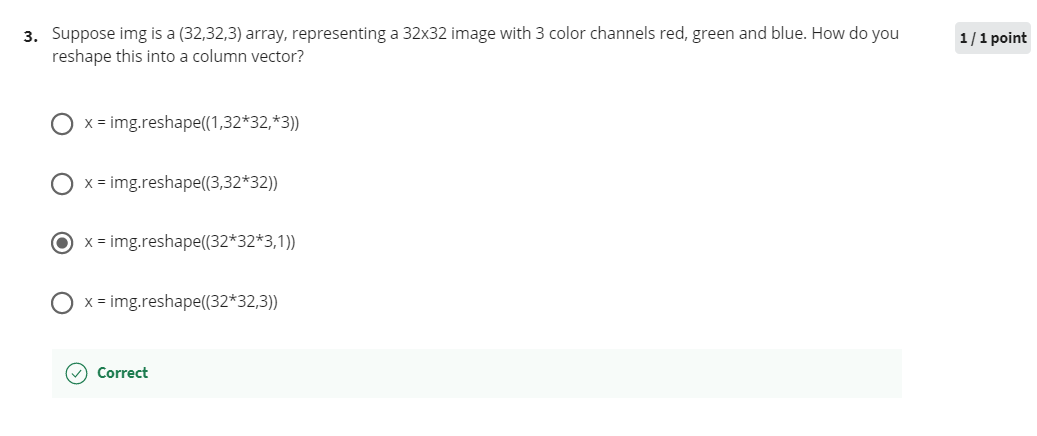 3. Suppose img is a (32,32,3) array, representing a 32x32 image with 3 color channels red, green and blue. How do you
reshape this into a column vector?
1 / 1 point
x = img.reshape((1,32*32,*3))
x = img.reshape((3,32*32))
x = img.reshape((32*32*3,1))
x = img.reshape((32*32,3))
Correct